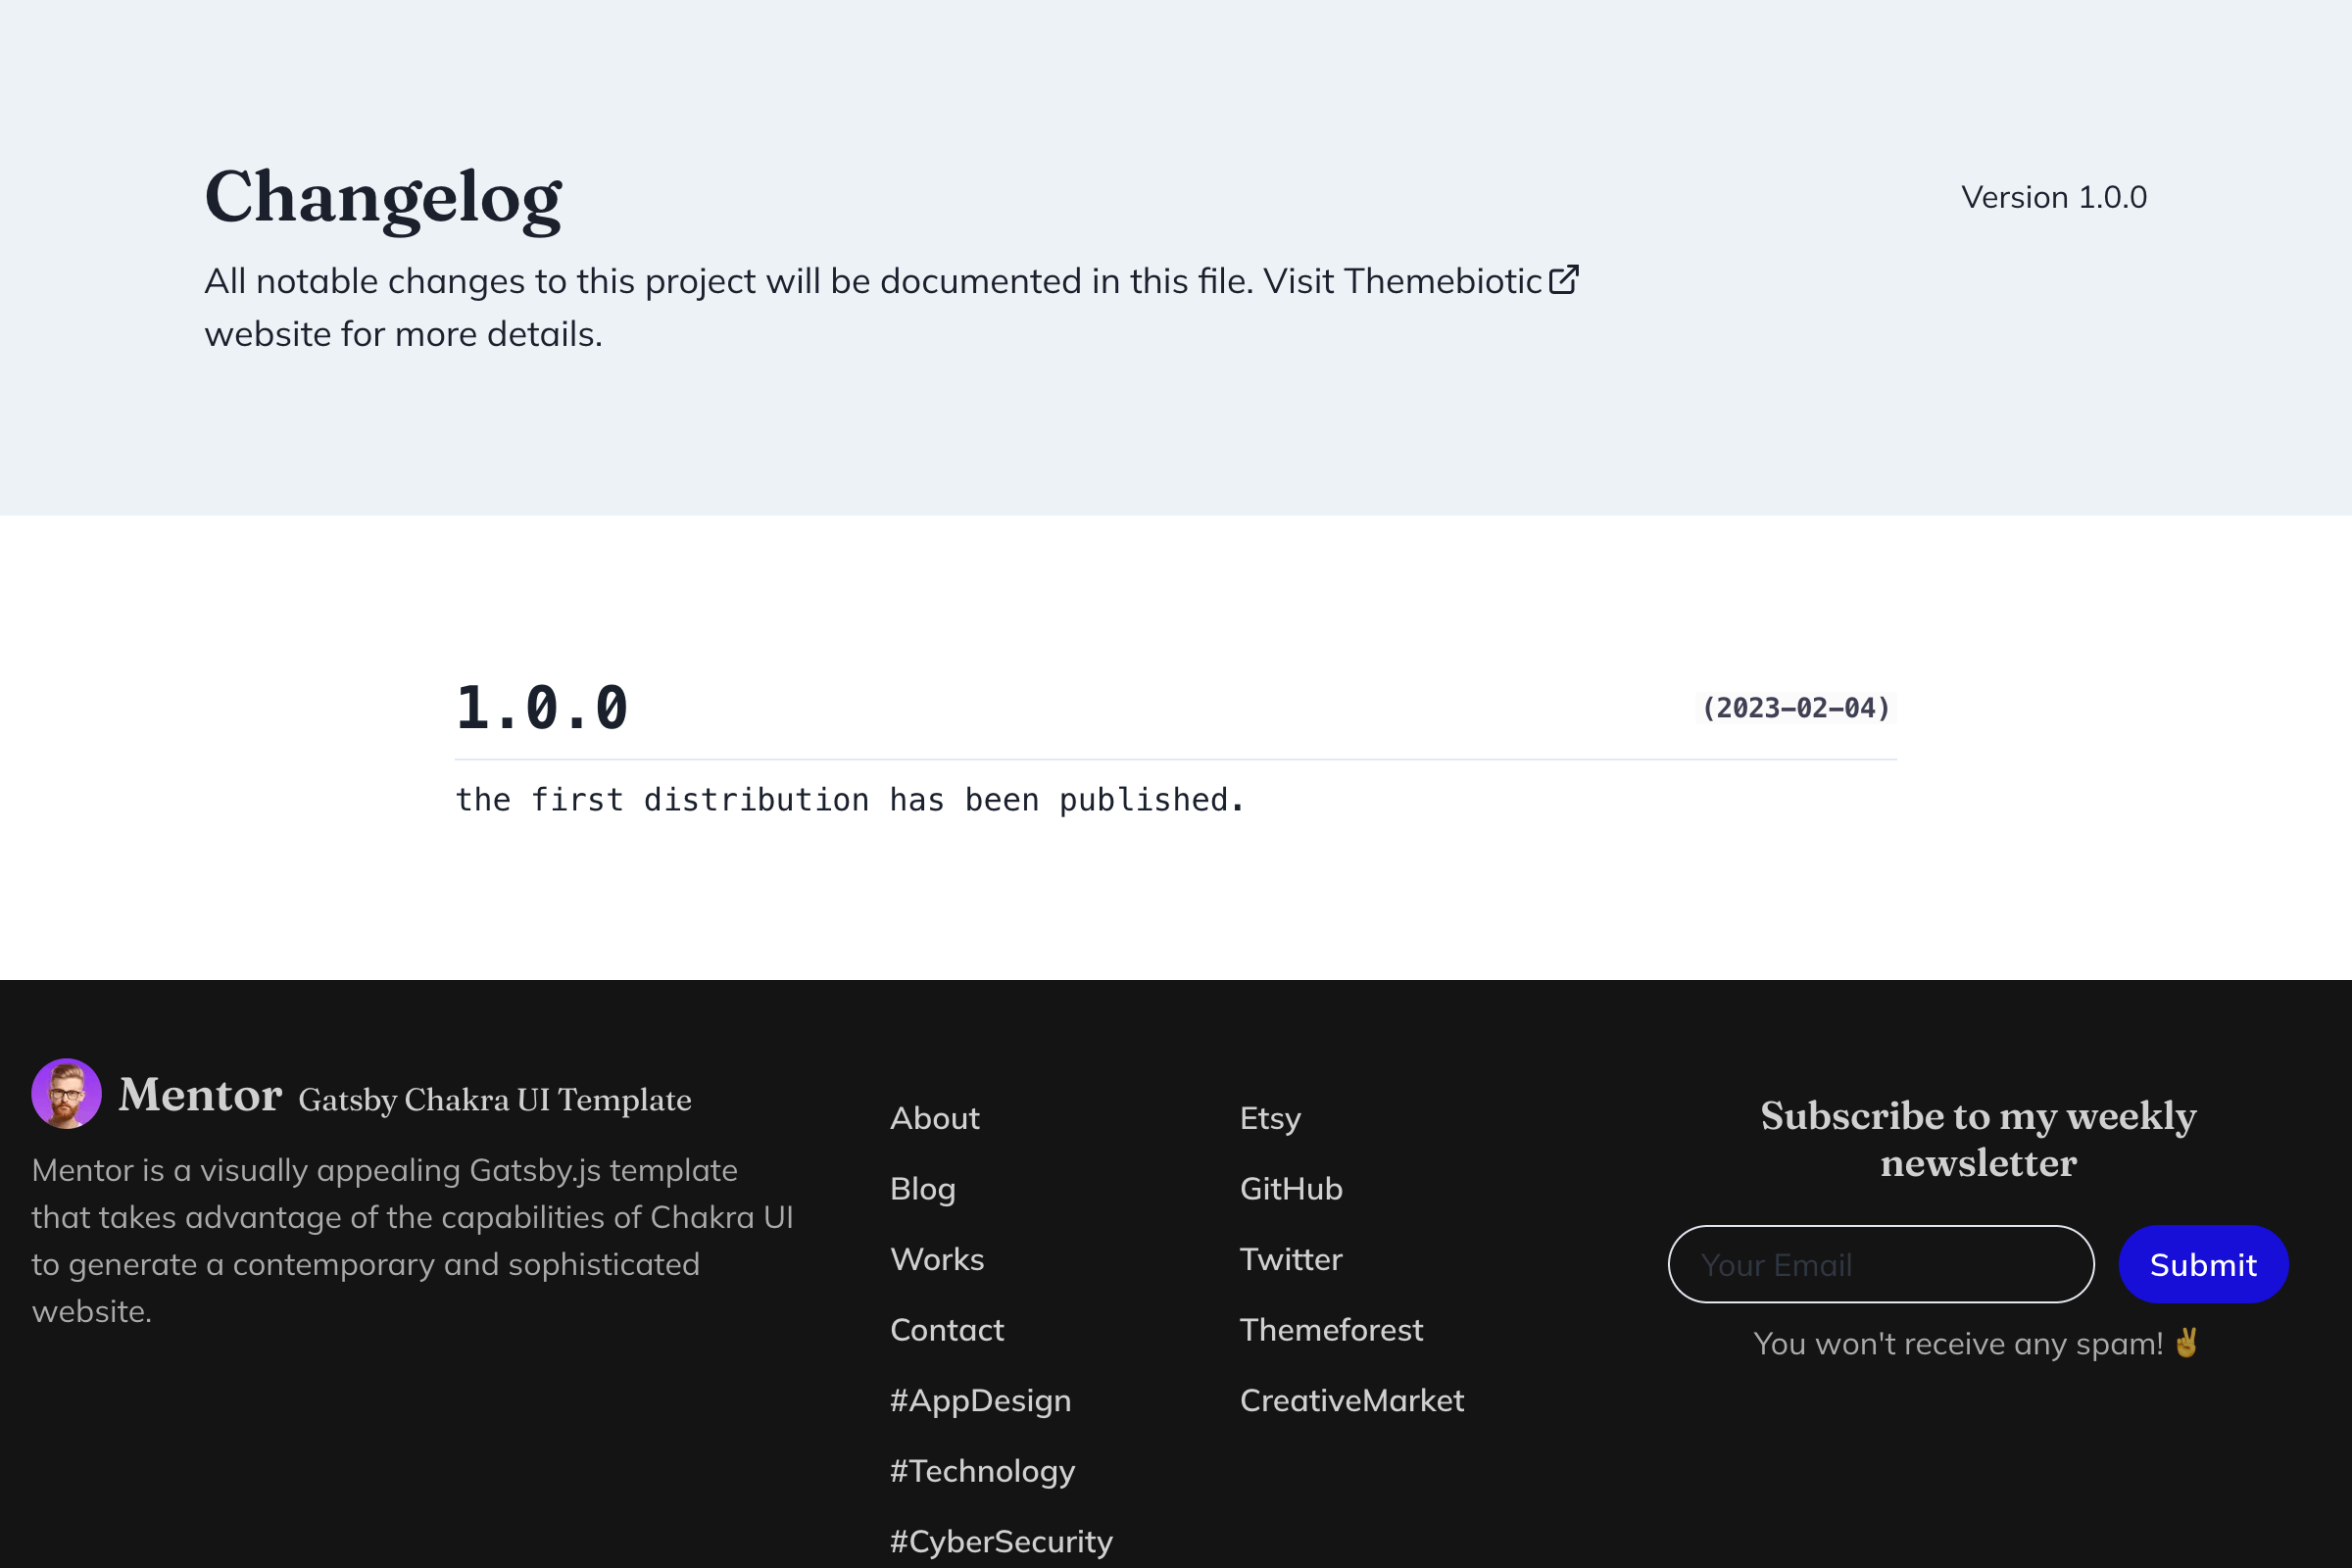 Changelog
Version 1.0.0
All notable changes to this project will be documented in this file. Visit Themebiotic
website for more details.
1.0.0
(2023-02-04)
the first distribution has been published.
Mentor Gatsby Chakra UI Template
Mentor is a visually appealing Gatsby.js template
that takes advantage of the capabilities of Chakra UI
to generate a contemporary and sophisticated
website.
About
Blog
Works
Contact
#AppDesign
#Technology
#CyberSecurity
Etsy
GitHub
Twitter
Themeforest
CreativeMarket
Subscribe to my weekly
newsletter
Your Email
Submit
You won't receive any spam! ✌